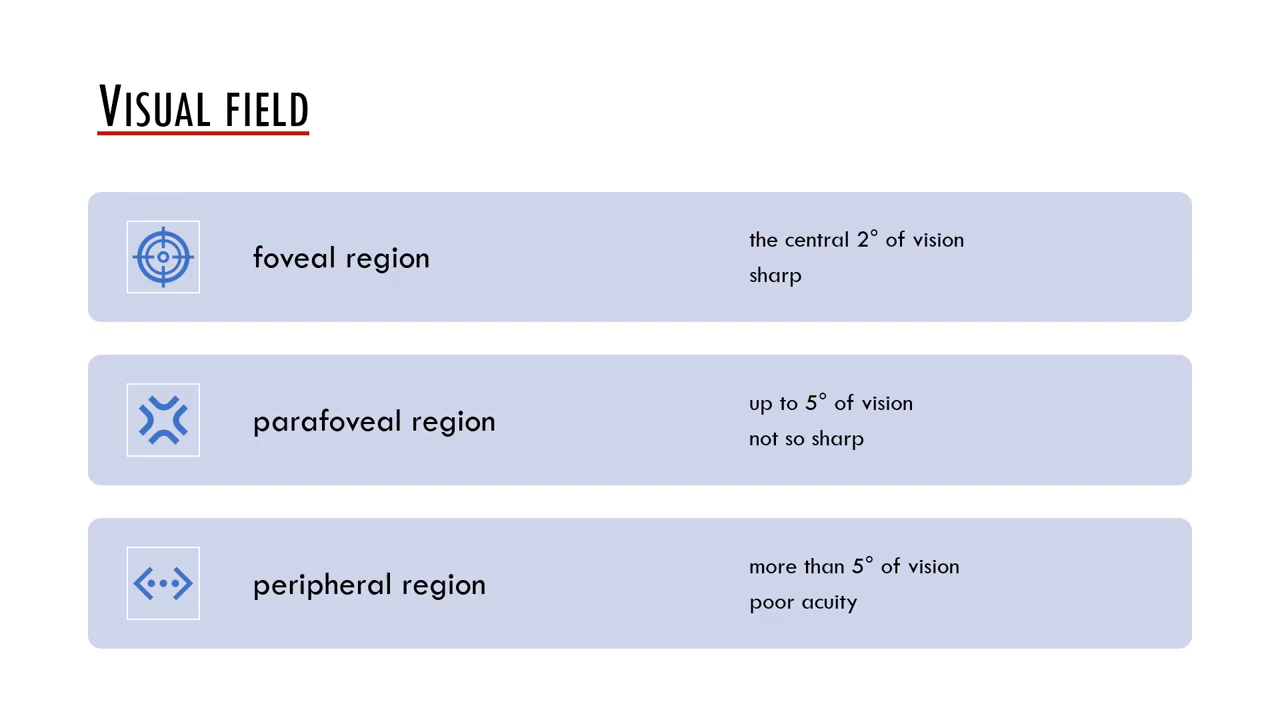 Visual field
foveal region
the central 2° of vision
sharp
parafoveal region
up to 5° of vision
not so sharp
peripheral region
more than 5° of vision
poor acuity